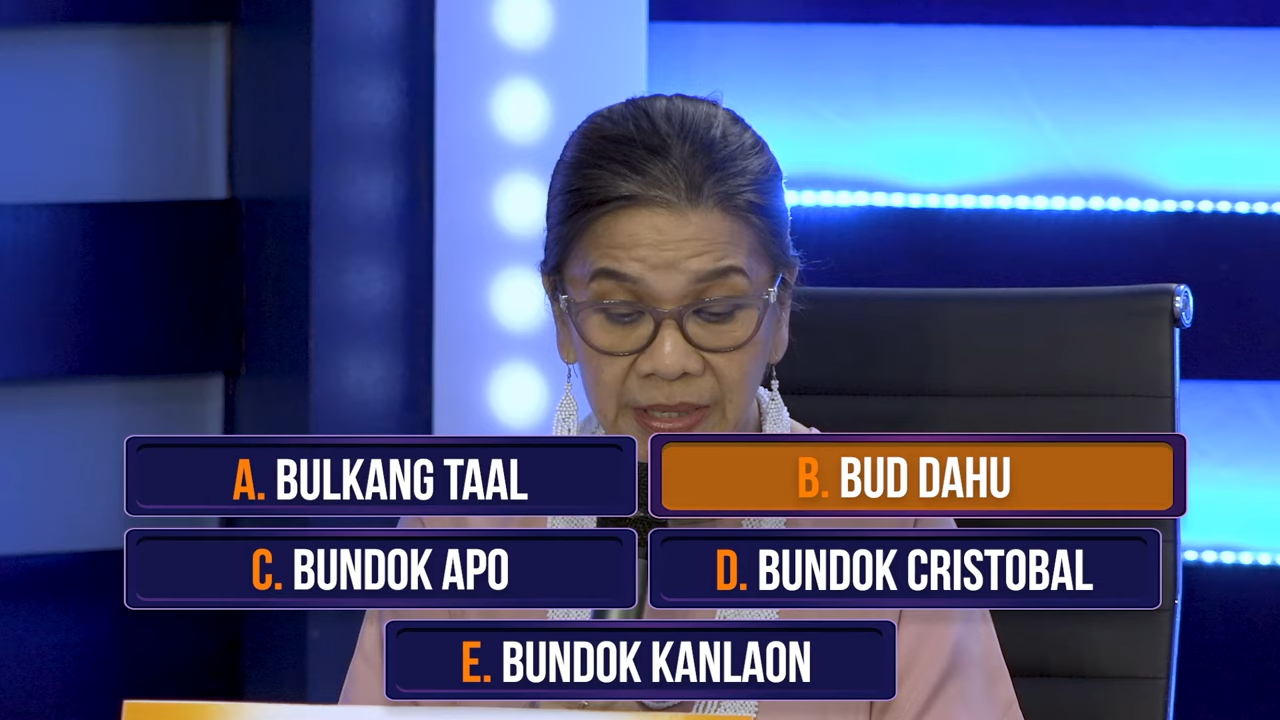 A. BULKANG TAAL
B. BUD DAHU
C. BUNDOK APO
D. BUNDOK CRISTOBAL
E. BUNDOK KANLAON